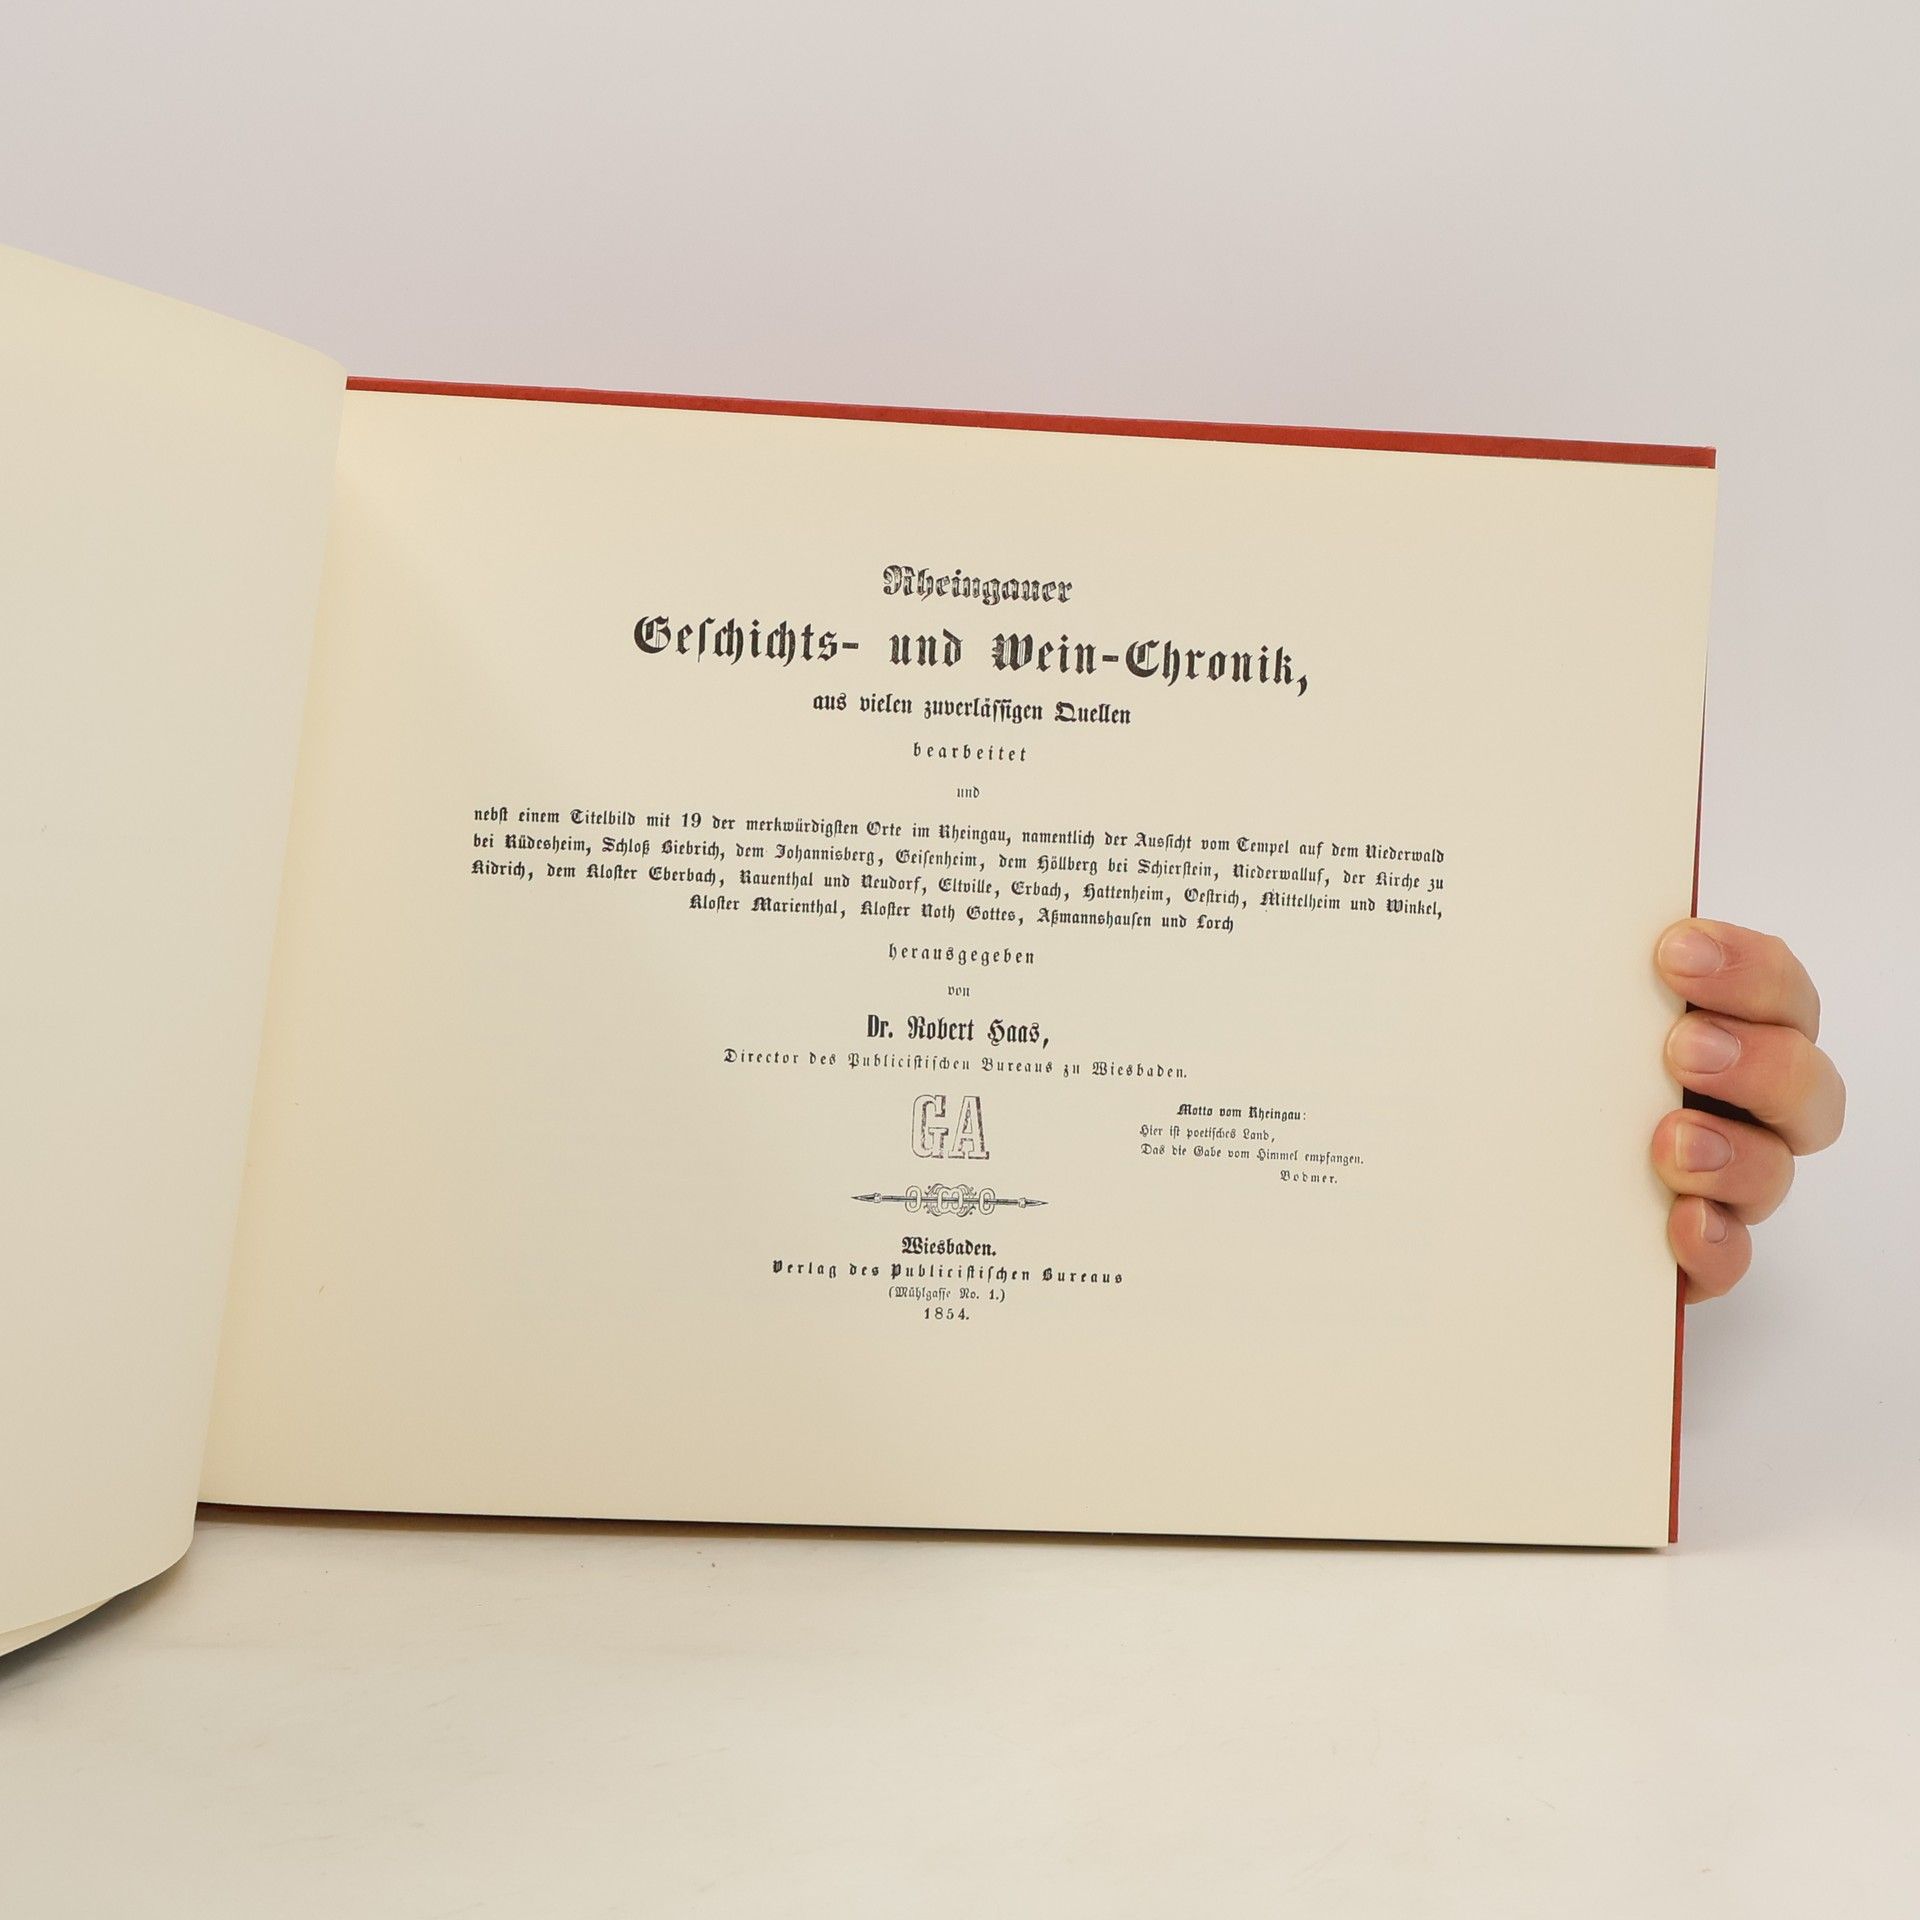 Rheingauer
Geſchichts- und Wein-Chronik,
aus vielen zuverläſſigen Quellen
bearbeitet
und
nebſt einem Titelbild mit 19 der merkwürdigſten Orte im Rheingau, namentlich der Ausſicht vom Tempel auf dem Niederwald
bei Rüdesheim, Schloß Biebrich, dem Johannisberg, Geiſenheim, dem Höllberg bei Schierſtein, Niederwalluf, der Kirche zu
Kidrich, dem Kloſter Eberbach, Rauenthal und Neudorf, Eltville, Erbach, Hattenheim, Oeſtrich, Mittelheim und Winkel,
Kloſter Marienthal, Kloſter Noth Gottes, Aßmannshauſen und Lorch
herausgegeben
von
Dr. Robert Haas,
Director des Publiciſtiſchen Bureaus zu Wiesbaden.
GA
Motto vom Rheingau:
Hier iſt poetiſches Land,
Das die Gabe vom Himmel empfangen.
Bodmer.
Wiesbaden.
Verlag des Publiciſtiſchen Bureaus
(Mühlgaſſe No. 1.)
1854.